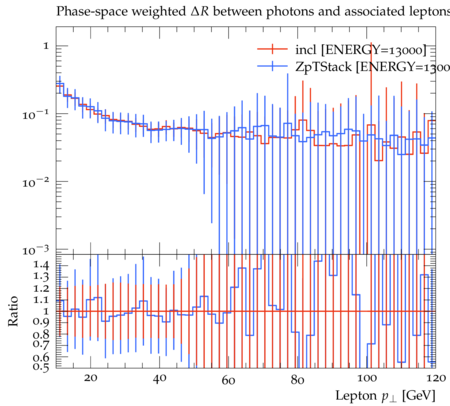 Phase-space weighted ΔR between photons and associated leptons
1
incl [ENERGY=13000]
ZpTStack [ENERGY=1300
10⁻¹
10⁻²
10⁻³
1.4
1.3
1.2
1.1
1
0.9
0.8
0.7
0.6
0.5
Ratio
20 40 60 80 100 120
Lepton p⊥ [GeV]